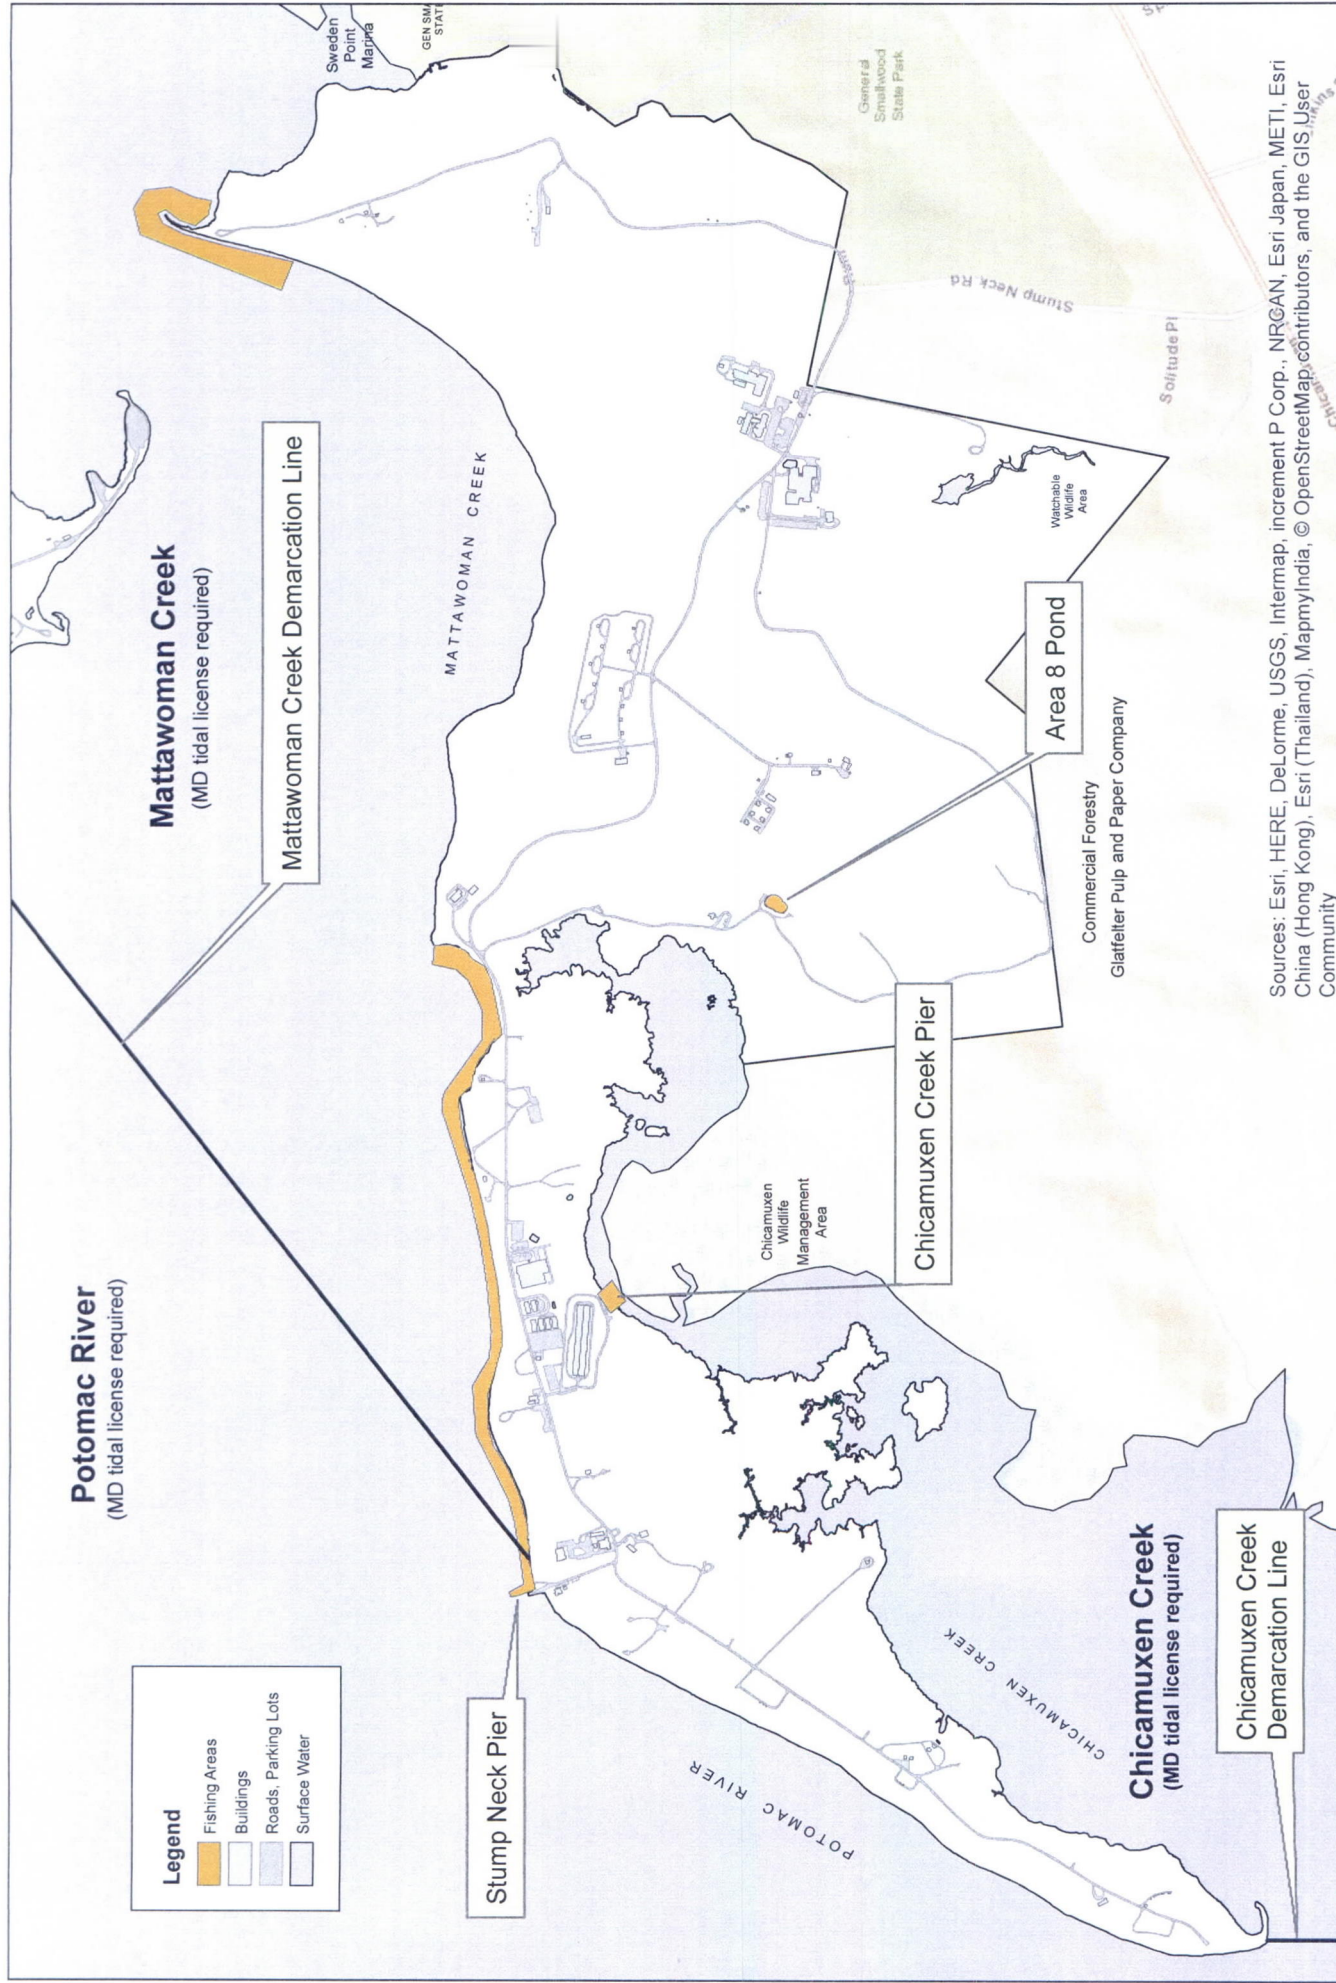 Potomac River
(MD tidal license required)
Mattawoman Creek
(MD tidal license required)
Mattawoman Creek Demarcation Line
Sweden
Point
Marina
Legend
Fishing Areas
Buildings
Roads, Parking Lots
Surface Water
Stump Neck Pier
MATTAWOMAN CREEK
POTOMAC RIVER
Chicamuxen
Wildlife
Management
Area
Chicamuxen Creek Pier
Area 8 Pond
General
Smallwood
State Park
Stump Neck Rd
Watchable
Wildlife
Area
Solitude Pl
Commercial Forestry
Glatfelter Pulp and Paper Company
CHICAMUXEN CREEK
Chicamuxen Creek
(MD tidal license required)
Chicamuxen Creek
Demarcation Line
Sources: Esri, HERE, DeLorme, USGS, Intermap, increment P Corp., NRCAN, Esri Japan, METI, Esri
China (Hong Kong), Esri (Thailand), MapmyIndia, © OpenStreetMap contributors, and the GIS User
Community